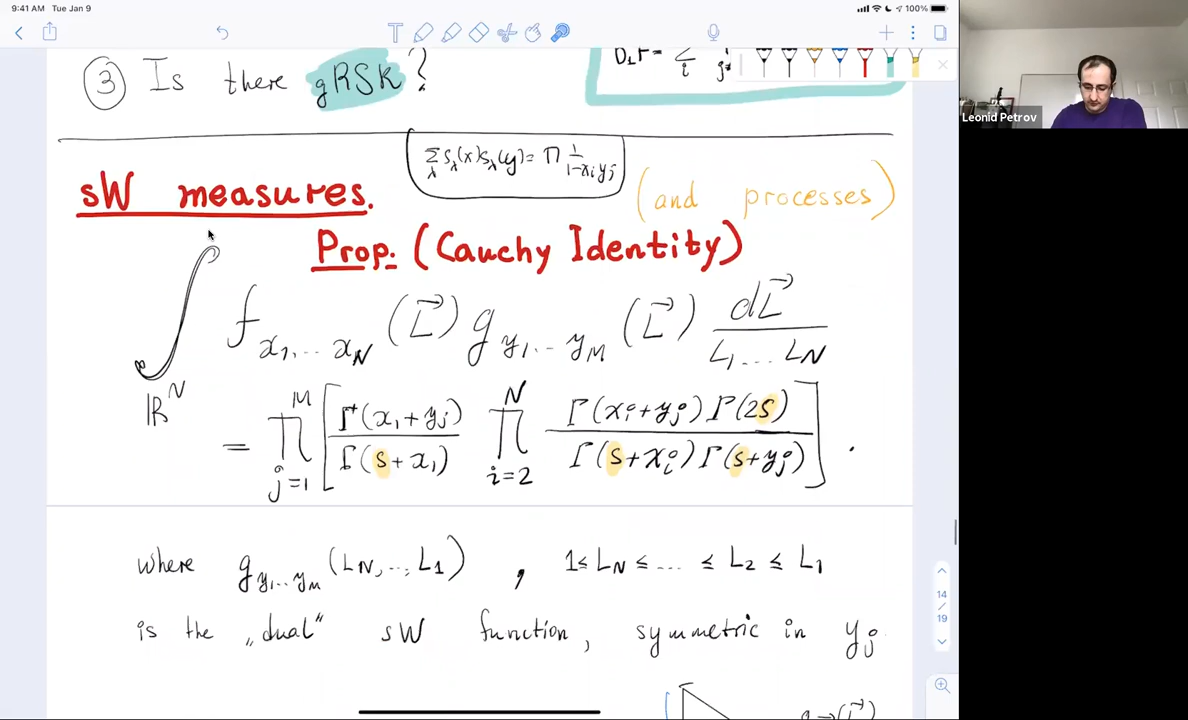 9:41 AM Tue Jan 9
100%
③ Is there gRSK?
Leonid Petrov
∑_λ s_λ(x) s_λ(y) = ∏ 1/(1-x_i y_j)
sW measures. (and processes)
Prop. (Cauchy Identity)
∫_{ℝ^N} f_{x_1,...x_N}(L⃗) g_{y_1...y_M}(L⃗) dL⃗/(L_1...L_N)
= ∏_{j=1}^{M} [ Γ(x_1+y_j)/Γ(s+x_1) ∏_{i=2}^{N} Γ(x_i+y_j)Γ(2s)/(Γ(s+x_i)Γ(s+y_j)) ].
where g_{y_1...y_M}(L_N,..,L_1), 1≤L_N≤...≤L_2≤L_1
14
/
19
is the „dual" sW function, symmetric in y_j